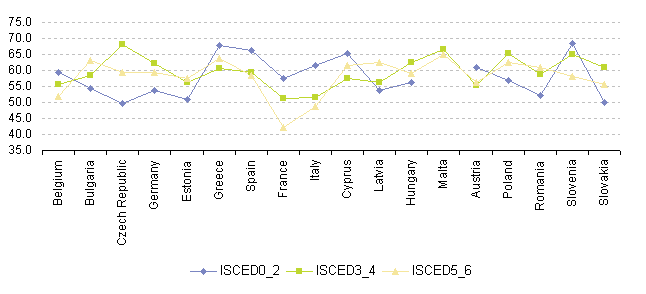 75.0
70.0
65.0
60.0
55.0
50.0
45.0
40.0
35.0
Belgium
Bulgaria
Czech Republic
Germany
Estonia
Greece
Spain
France
Italy
Cyprus
Latvia
Hungary
Malta
Austria
Poland
Romania
Slovenia
Slovakia
ISCED0_2 ISCED3_4 ISCED5_6